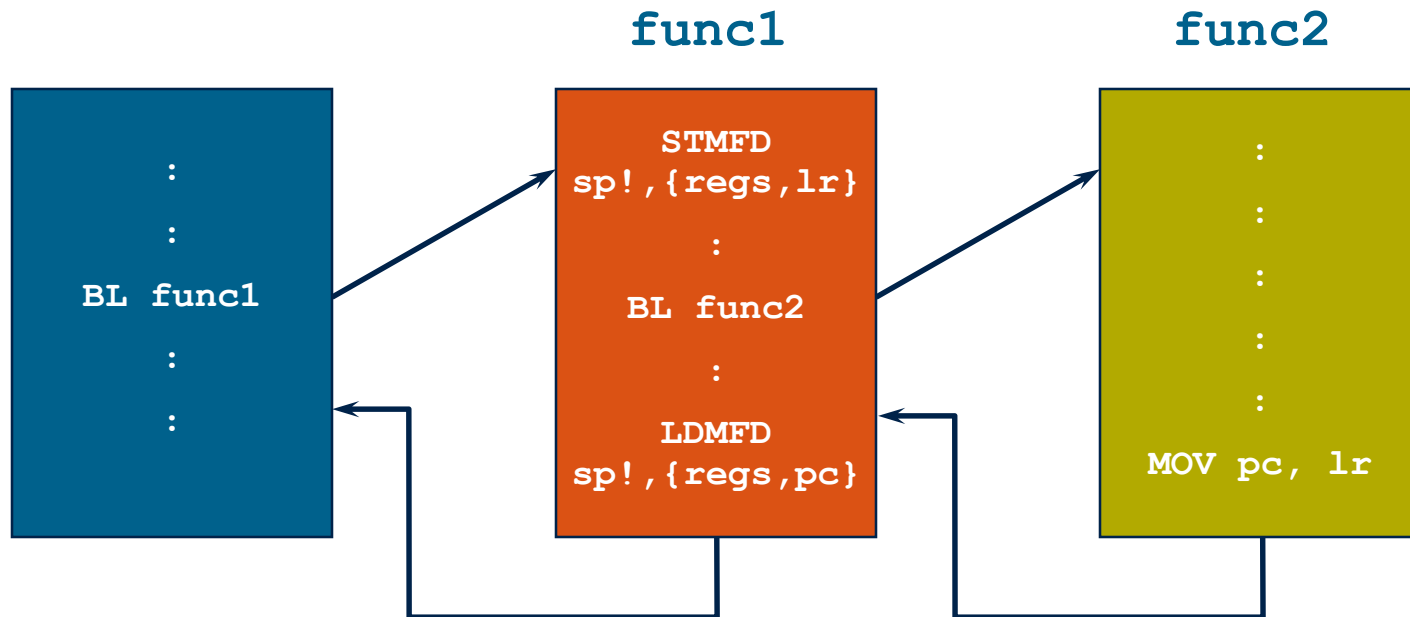 func1
func2
:
:
BL func1
:
:
STMFD
sp!,{regs,lr}
:
BL func2
:
LDMFD
sp!,{regs,pc}
:
:
:
:
:
MOV pc, lr